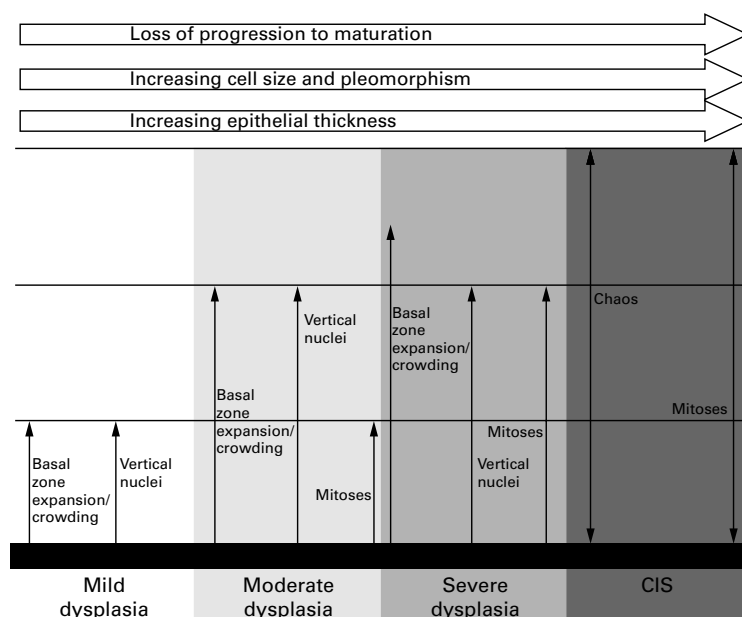 Loss of progression to maturation
Increasing cell size and pleomorphism
Increasing epithelial thickness
Basal
zone
expansion/
crowding
Vertical
nuclei
Basal
zone
expansion/
crowding
Vertical
nuclei
Mitoses
Basal
zone
expansion/
crowding
Vertical
nuclei
Mitoses
Chaos
Mitoses
Mild
dysplasia
Moderate
dysplasia
Severe
dysplasia
CIS